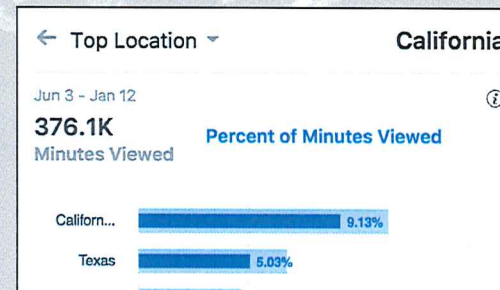 ← Top Location California
Jun 3 - Jan 12
376.1K
Minutes Viewed
Percent of Minutes Viewed
Californ... 9.13%
Texas 5.03%